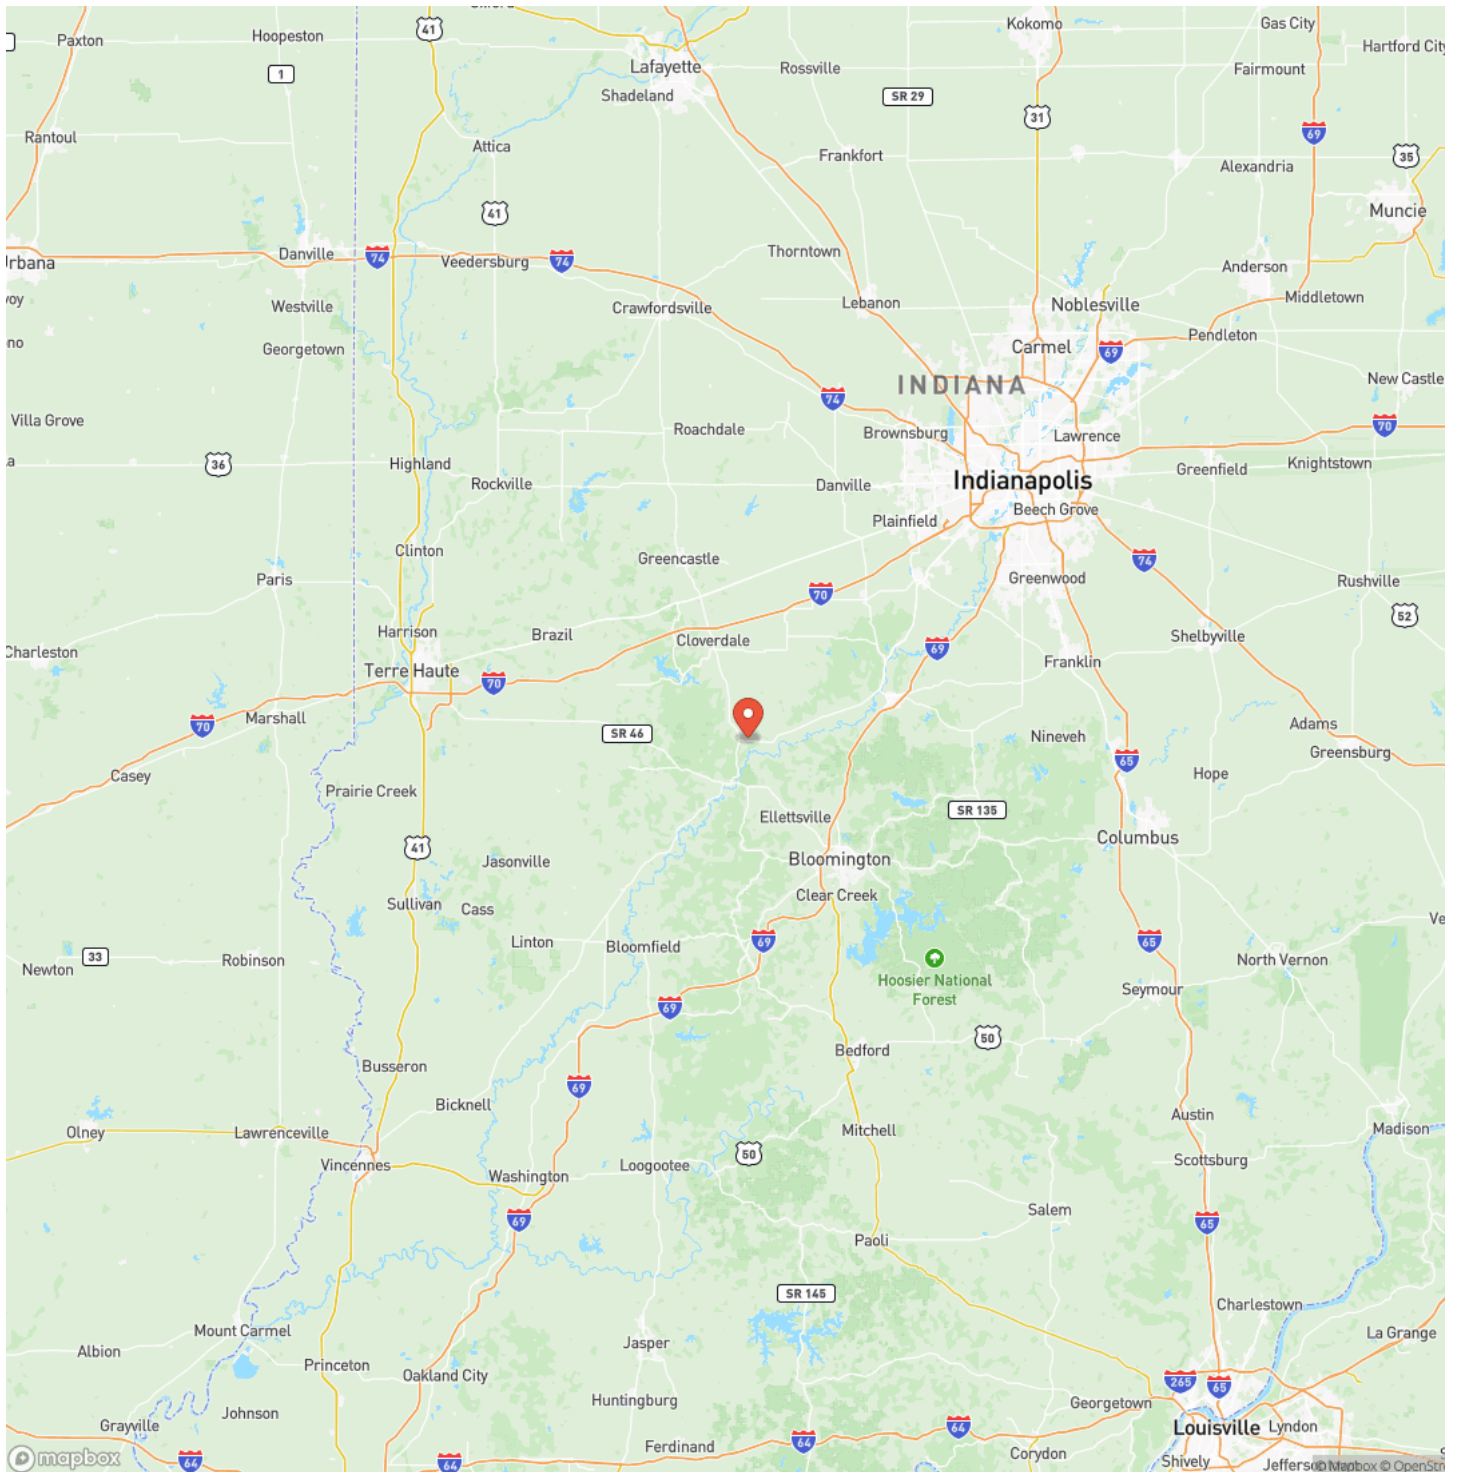 41
Kokomo
Gas City
Paxton
Hoopeston
Hartford City
1
Lafayette
Rossville
Fairmount
Shadeland
SR 29
31
69
Rantoul
Attica
Frankfort
Alexandria
35
41
Muncie
Danville
74
Veedersburg
74
Thorntown
Anderson
Urbana
Westville
Crawfordsville
Lebanon
Noblesville
Middletown
Georgetown
Carmel
69
Pendleton
INDIANA
New Castle
74
Villa Grove
Roachdale
Brownsburg
Lawrence
70
36
Highland
Greenfield
Knightstown
Rockville
Danville
Indianapolis
Plainfield
Beech Grove
Clinton
Greencastle
74
Paris
70
Greenwood
Rushville
52
Harrison
Brazil
Cloverdale
69
Shelbyville
Charleston
Terre Haute
70
Franklin
Marshall
70
SR 46
Nineveh
Adams
Greensburg
Casey
Prairie Creek
65
Hope
Ellettsville
SR 135
Columbus
41
Jasonville
Bloomington
Sullivan
Cass
Clear Creek
33
Linton
Bloomfield
69
65
Newton
Robinson
Hoosier National
Forest
North Vernon
69
Seymour
50
Bedford
Busseron
69
Bicknell
Austin
Olney
Lawrenceville
Mitchell
Madison
Vincennes
Washington
Loogootee
50
Scottsburg
69
Salem
65
Paoli
SR 145
Charlestown
Mount Carmel
Jasper
La Grange
Albion
Princeton
Oakland City
265
65
Johnson
Huntingburg
Georgetown
Grayville
Louisville
Lyndon
64
64
Ferdinand
64
64
Corydon
Shively
mapbox
© Mapbox © OpenStr